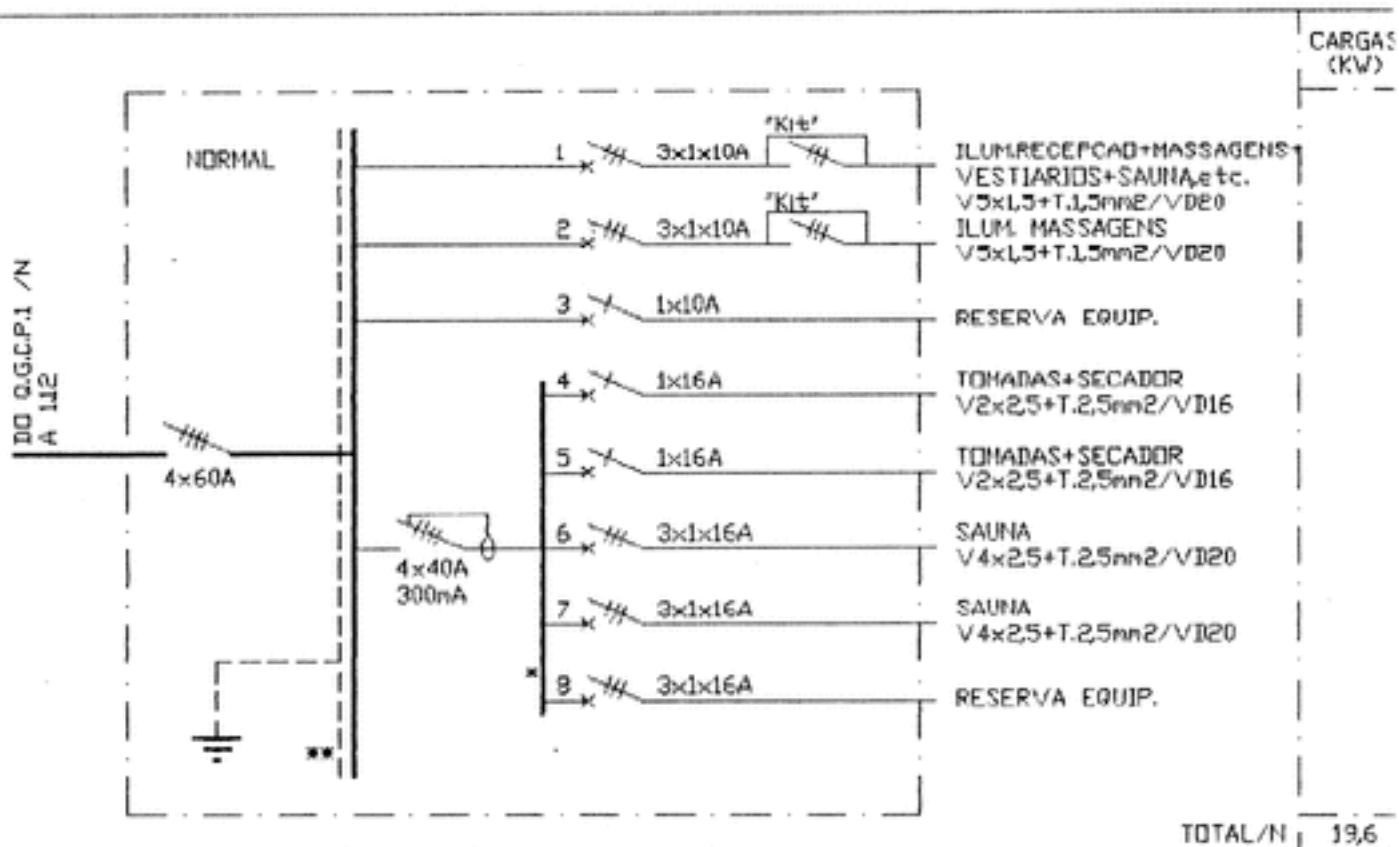 CARGAS
(KW)
NORMAL
"Kit"
1 3x1x10A
ILUM.RECEPCAO+MASSAGENS+
VESTIARIOS+SAUNA,etc.
V5x1,5+T.1,5mm2/VD20
"Kit"
2 3x1x10A
ILUM. MASSAGENS
V5x1,5+T.1,5mm2/VD20
3 1x10A
RESERVA EQUIP.
DO Q.G.C.P.1 /N
A 1.12
4x60A
4 1x16A
TOMADAS+SECADOR
V2x2,5+T.2,5mm2/VD16
5 1x16A
TOMADAS+SECADOR
V2x2,5+T.2,5mm2/VD16
4x40A
300mA
6 3x1x16A
SAUNA
V4x2,5+T.2,5mm2/VD20
7 3x1x16A
SAUNA
V4x2,5+T.2,5mm2/VD20
*
8 3x1x16A
RESERVA EQUIP.
**
TOTAL/N 19,6